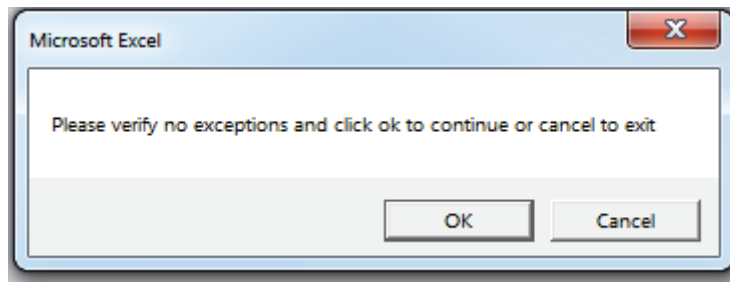 Microsoft Excel
Please verify no exceptions and click ok to continue or cancel to exit
OK
Cancel